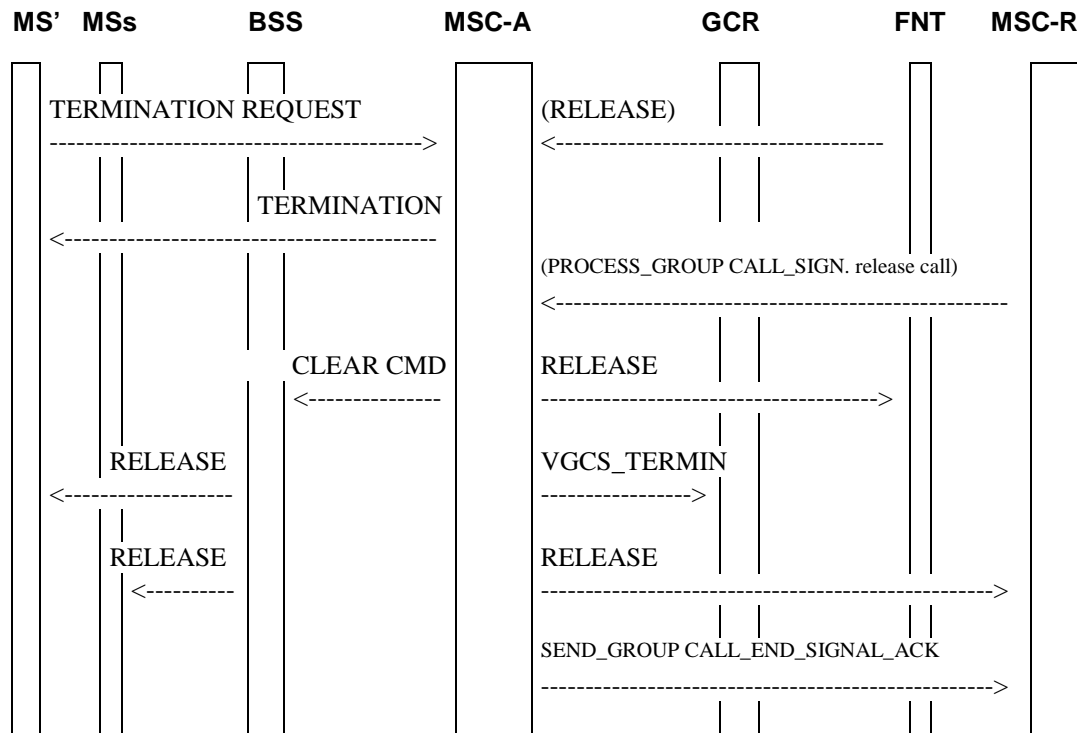 MS’ MSs BSS MSC-A GCR FNT MSC-R
TERMINATION REQUEST (RELEASE)
TERMINATION
(PROCESS_GROUP CALL_SIGN. release call)
CLEAR CMD RELEASE
RELEASE VGCS_TERMIN
RELEASE RELEASE
SEND_GROUP CALL_END_SIGNAL_ACK